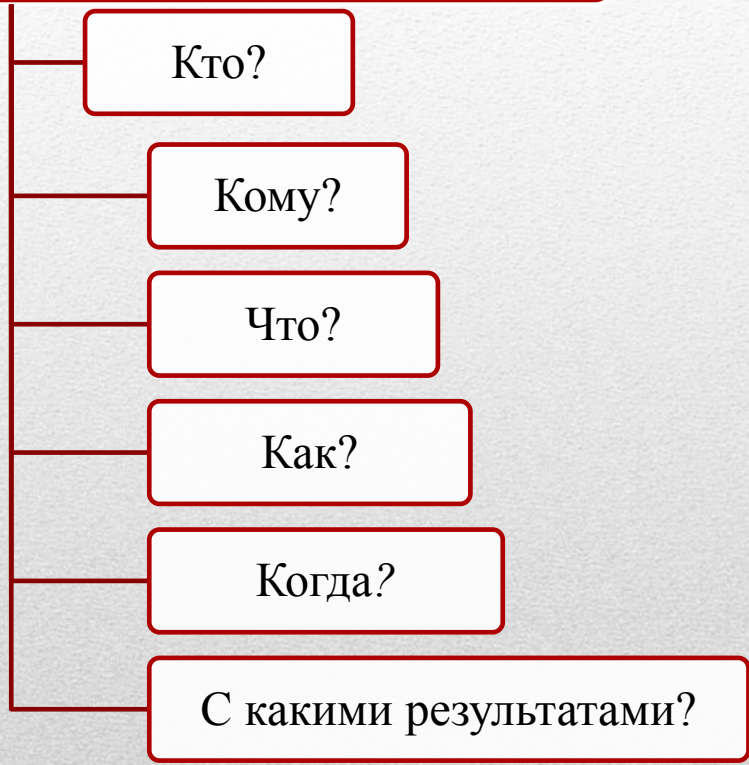 Кто?
Кому?
Что?
Как?
Когда?
С какими результатами?